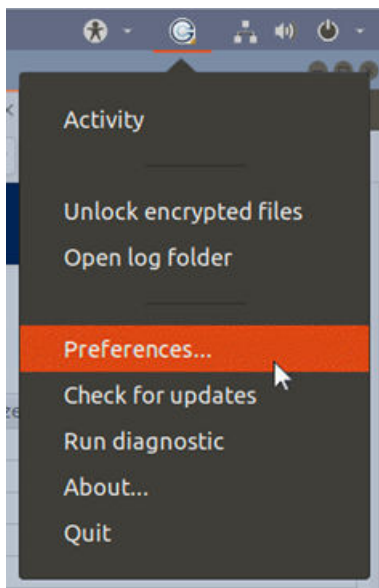 Activity
Unlock encrypted files
Open log folder
Preferences...
Check for updates
Run diagnostic
About...
Quit